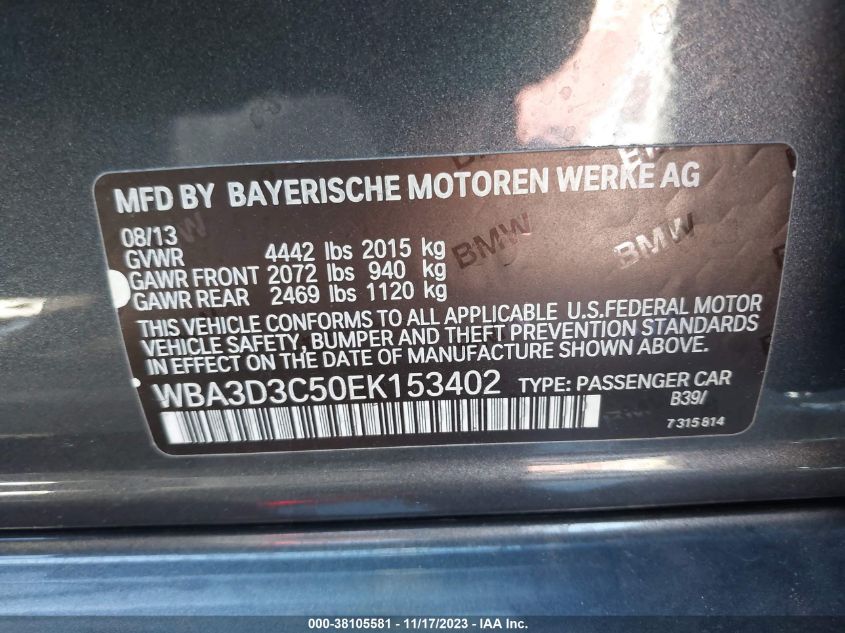 MFD BY BAYERISCHE MOTOREN WERKE AG
08/13
GVWR 4442 lbs 2015 kg
GAWR FRONT 2072 lbs 940 kg
GAWR REAR 2469 lbs 1120 kg
THIS VEHICLE CONFORMS TO ALL APPLICABLE U.S.FEDERAL MOTOR
VEHICLE SAFETY, BUMPER AND THEFT PREVENTION STANDARDS
IN EFFECT ON THE DATE OF MANUFACTURE SHOWN ABOVE.
WBA3D3C50EK153402 TYPE: PASSENGER CAR
B39/
7315814
BMW
BMW
000-38105581 - 11/17/2023 - IAA Inc.